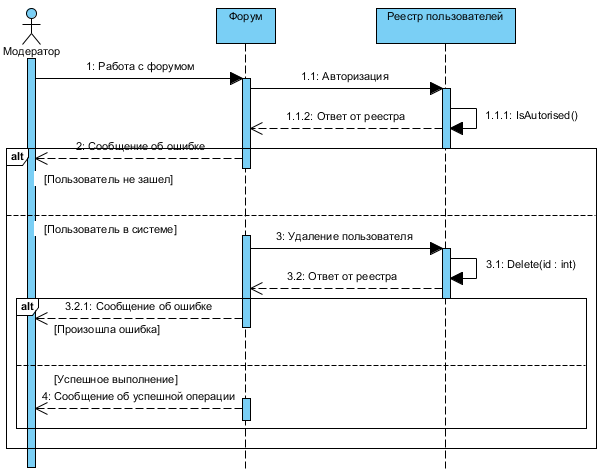 Форум
Реестр пользователей
Модератор
1: Работа с форумом
1.1: Авторизация
1.1.1: IsAutorised()
1.1.2: Ответ от реестра
2: Сообщение об ошибке
alt
[Пользователь не зашел]
[Пользователь в системе]
3: Удаление пользователя
3.1: Delete(id : int)
3.2: Ответ от реестра
alt
3.2.1: Сообщение об ошибке
[Произошла ошибка]
[Успешное выполнение]
4: Сообщение об успешной операции